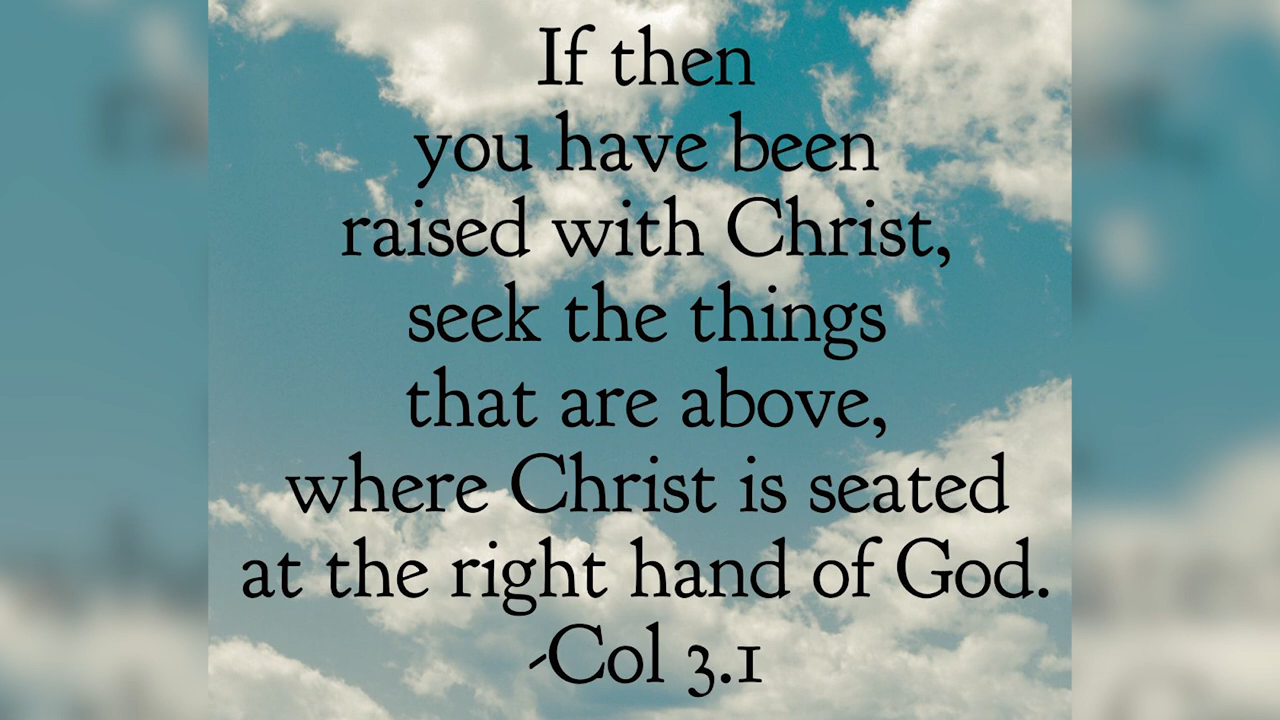 If then
you have been
raised with Christ,
seek the things
that are above,
where Christ is seated
at the right hand of God.
-Col 3.1